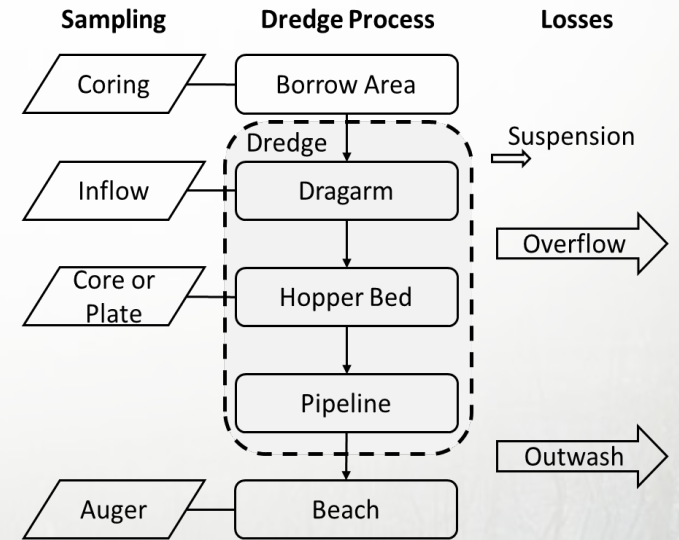 Sampling
Dredge Process
Losses
Coring
Borrow Area
Dredge
Suspension
Inflow
Dragarm
Overflow
Core or
Plate
Hopper Bed
Pipeline
Outwash
Auger
Beach